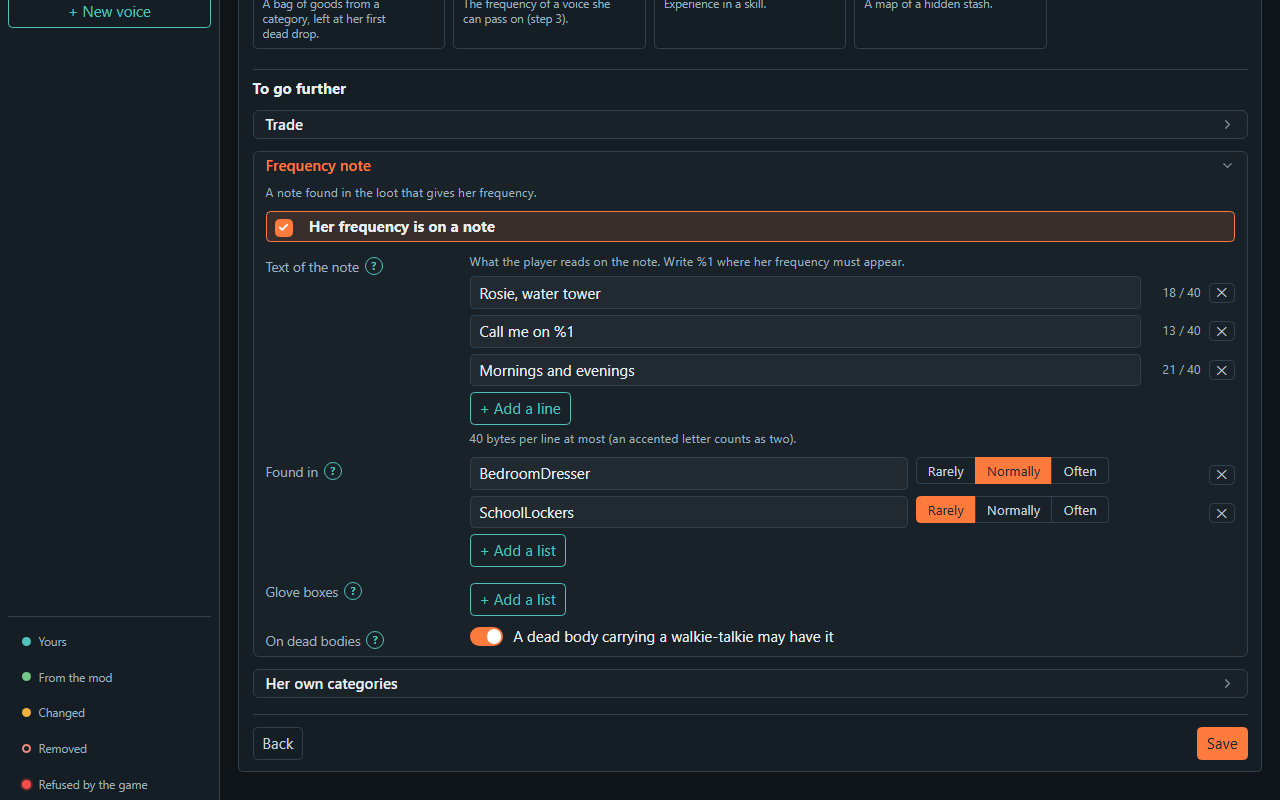 + New voice
A bag of goods from a
category, left at her first
dead drop.
The frequency of a voice she
can pass on (step 3).
Experience in a skill.
A map of a hidden stash.
To go further
Trade
Frequency note
A note found in the loot that gives her frequency.
Her frequency is on a note
Text of the note ?
What the player reads on the note. Write %1 where her frequency must appear.
Rosie, water tower
18 / 40
Call me on %1
13 / 40
Mornings and evenings
21 / 40
+ Add a line
40 bytes per line at most (an accented letter counts as two).
Found in ?
BedroomDresser
Rarely Normally Often
SchoolLockers
Rarely Normally Often
+ Add a list
Glove boxes ?
+ Add a list
On dead bodies ?
A dead body carrying a walkie-talkie may have it
Her own categories
Back
Save
Yours
From the mod
Changed
Removed
Refused by the game